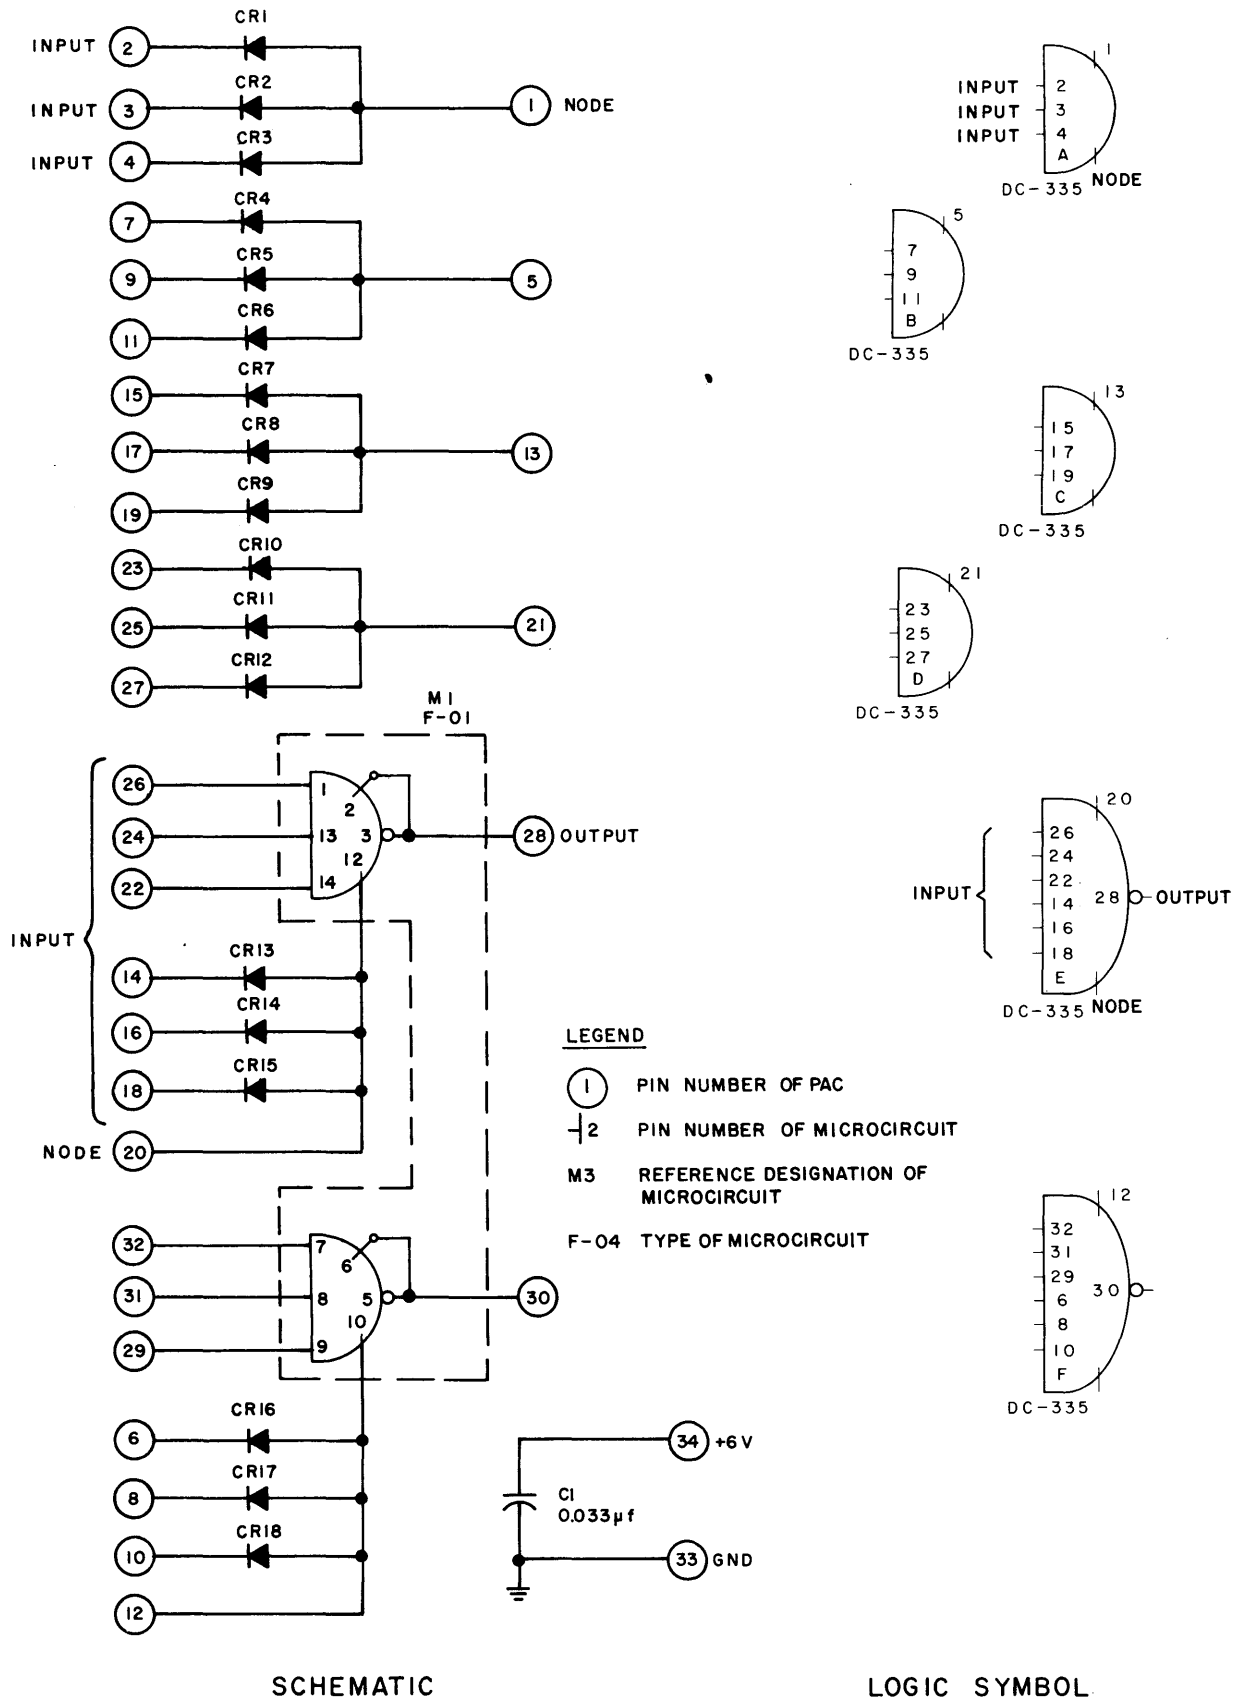 CR1
INPUT 2
CR2
INPUT 3
1 NODE
CR3
INPUT 4
CR4
7
CR5
9
5
CR6
11
CR7
15
CR8
17
13
CR9
19
CR10
23
CR11
25
21
CR12
27
M1
F-01
26
1
2
24
13
3
28 OUTPUT
12
22
14
INPUT
CR13
14
CR14
16
CR15
18
NODE 20
32
7
6
31
8
5
30
10
29
9
CR16
6
CR17
8
CR18
10
12
34 +6V
C1
0.033µf
33 GND
LEGEND
1 PIN NUMBER OF PAC
2 PIN NUMBER OF MICROCIRCUIT
M3 REFERENCE DESIGNATION OF
MICROCIRCUIT
F-04 TYPE OF MICROCIRCUIT
SCHEMATIC
1
INPUT 2
INPUT 3
INPUT 4
A
DC-335 NODE
5
7
9
11
B
DC-335
13
15
17
19
C
DC-335
21
23
25
27
D
DC-335
20
26
24
22
INPUT
14
28 OUTPUT
16
18
E
DC-335 NODE
12
32
31
29
6
30
8
10
F
DC-335
LOGIC SYMBOL